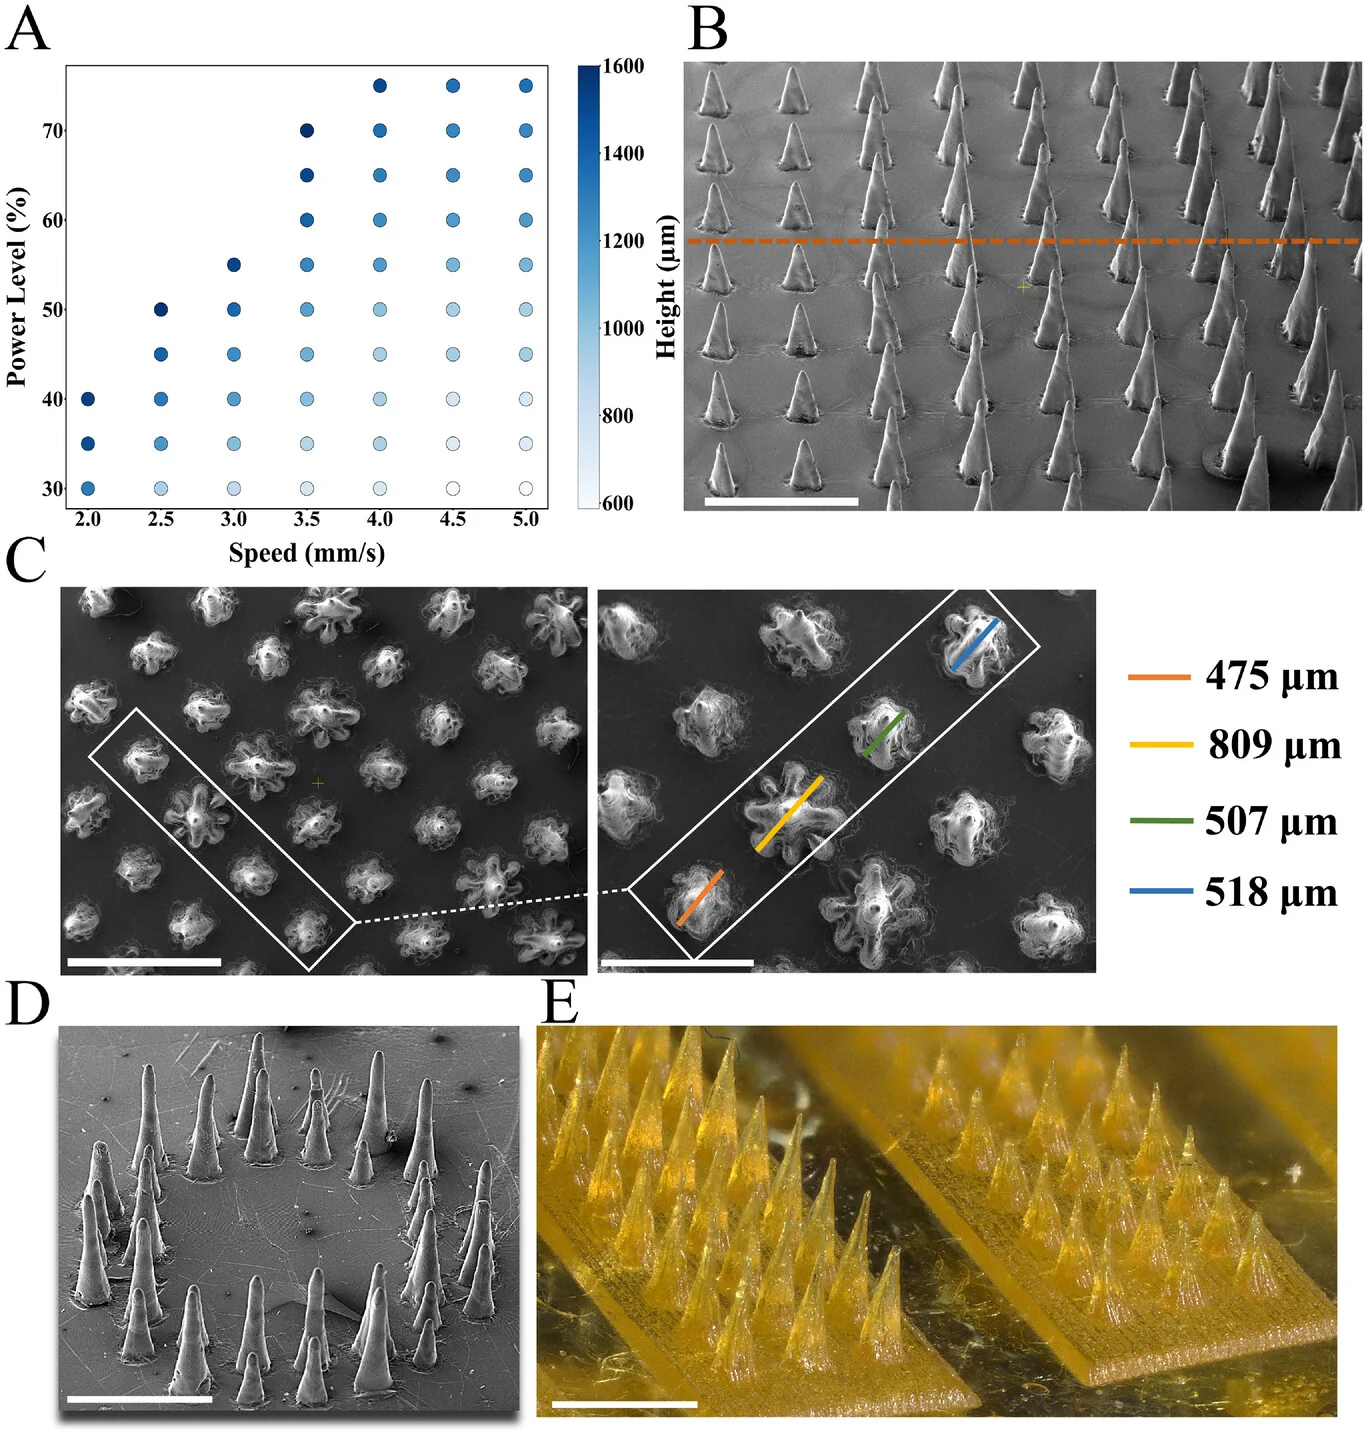 A
B
1600
1400
1200
1000
800
600
Height (µm)
70
60
50
40
30
Power Level (%)
2.0 2.5 3.0 3.5 4.0 4.5 5.0
Speed (mm/s)
C
475 µm
809 µm
507 µm
518 µm
D
E